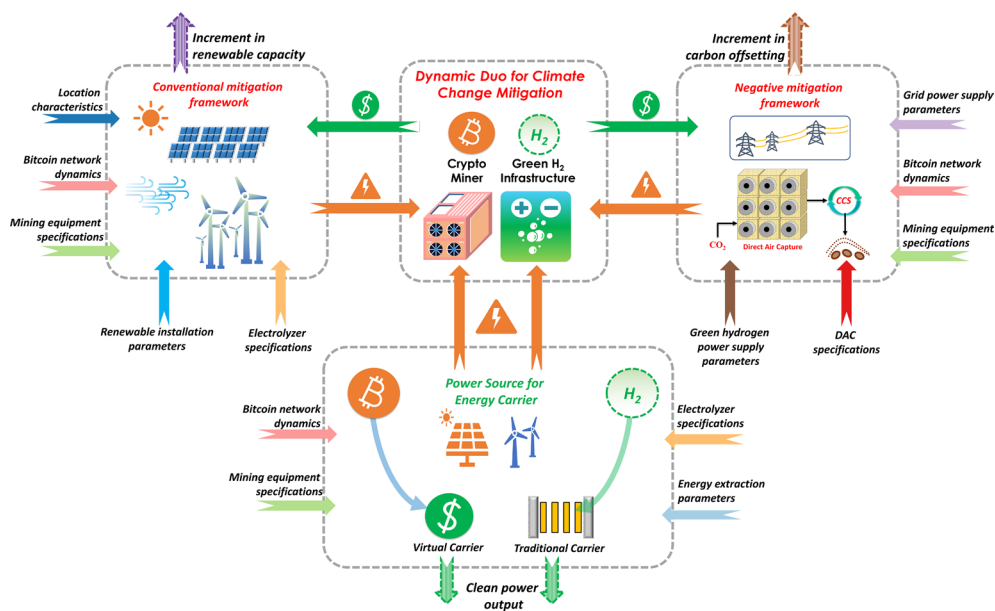 Increment in
renewable capacity
Increment in
carbon offsetting
Location
characteristics
Bitcoin network
dynamics
Mining equipment
specifications
Conventional mitigation
framework
Renewable installation
parameters
Electrolyzer
specifications
$
Dynamic Duo for Climate
Change Mitigation
H2
Crypto
Miner
Green H2
Infrastructure
$
Negative mitigation
framework
CCS
CO2
Direct Air Capture
Grid power supply
parameters
Bitcoin network
dynamics
Mining equipment
specifications
Green hydrogen
power supply
parameters
DAC
specifications
Power Source for
Energy Carrier
H2
Bitcoin network
dynamics
Mining equipment
specifications
Electrolyzer
specifications
Energy extraction
parameters
$
Virtual Carrier
Traditional Carrier
Clean power
output